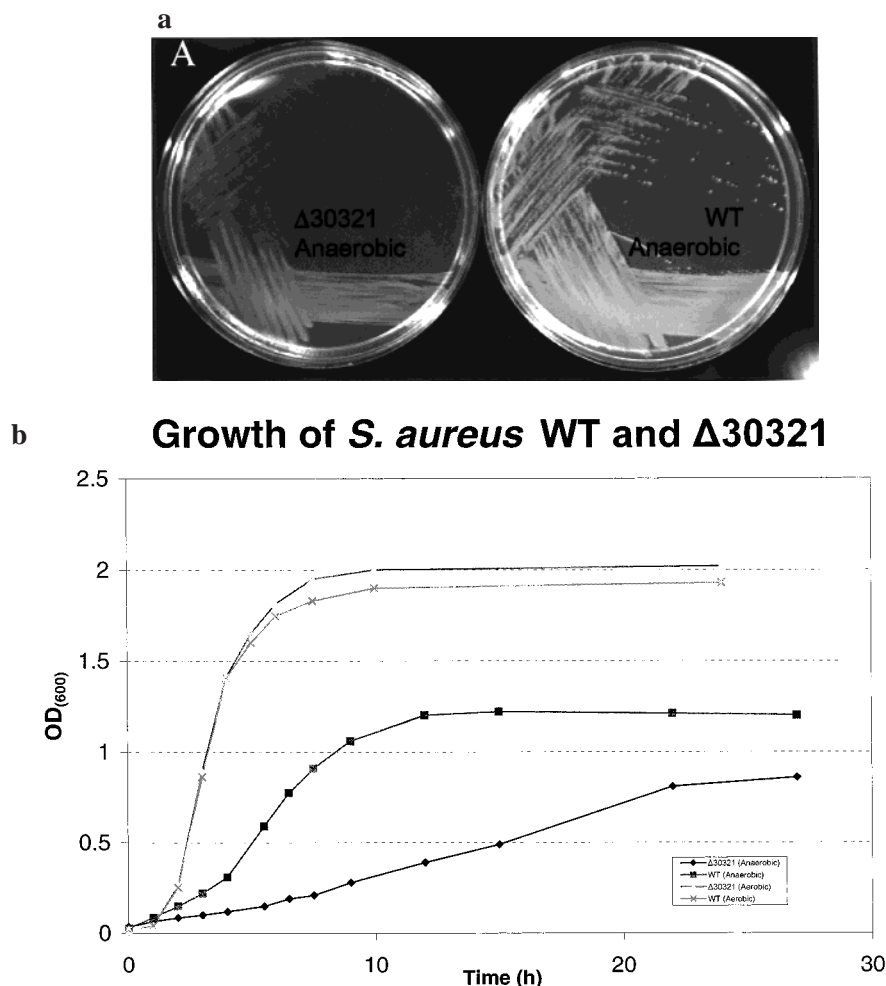 a
A
Δ30321
Anaerobic
WT
Anaerobic
b
Growth of S. aureus WT and Δ30321
2.5
2
1.5
1
0.5
0
OD(600)
0
10
20
30
Time (h)
Δ30321 (Anaerobic)
WT (Anaerobic)
Δ30321 (Aerobic)
WT (Aerobic)